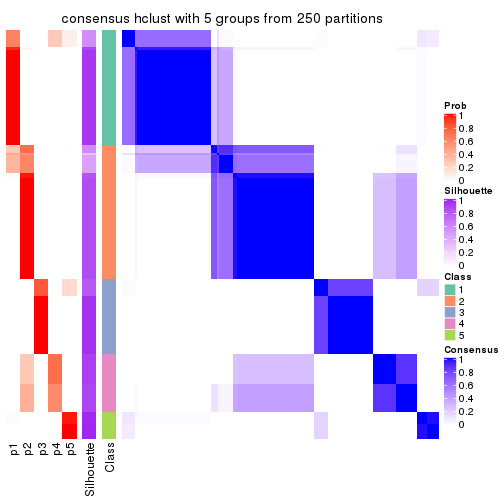 consensus hclust with 5 groups from 250 partitions
Prob
1
0.8
0.6
0.4
0.2
0
Silhouette
1
0.8
0.6
0.4
0.2
0
Class
1
2
3
4
5
Consensus
1
0.8
0.6
0.4
0.2
0
p1
p2
p3
p4
p5
Silhouette
Class